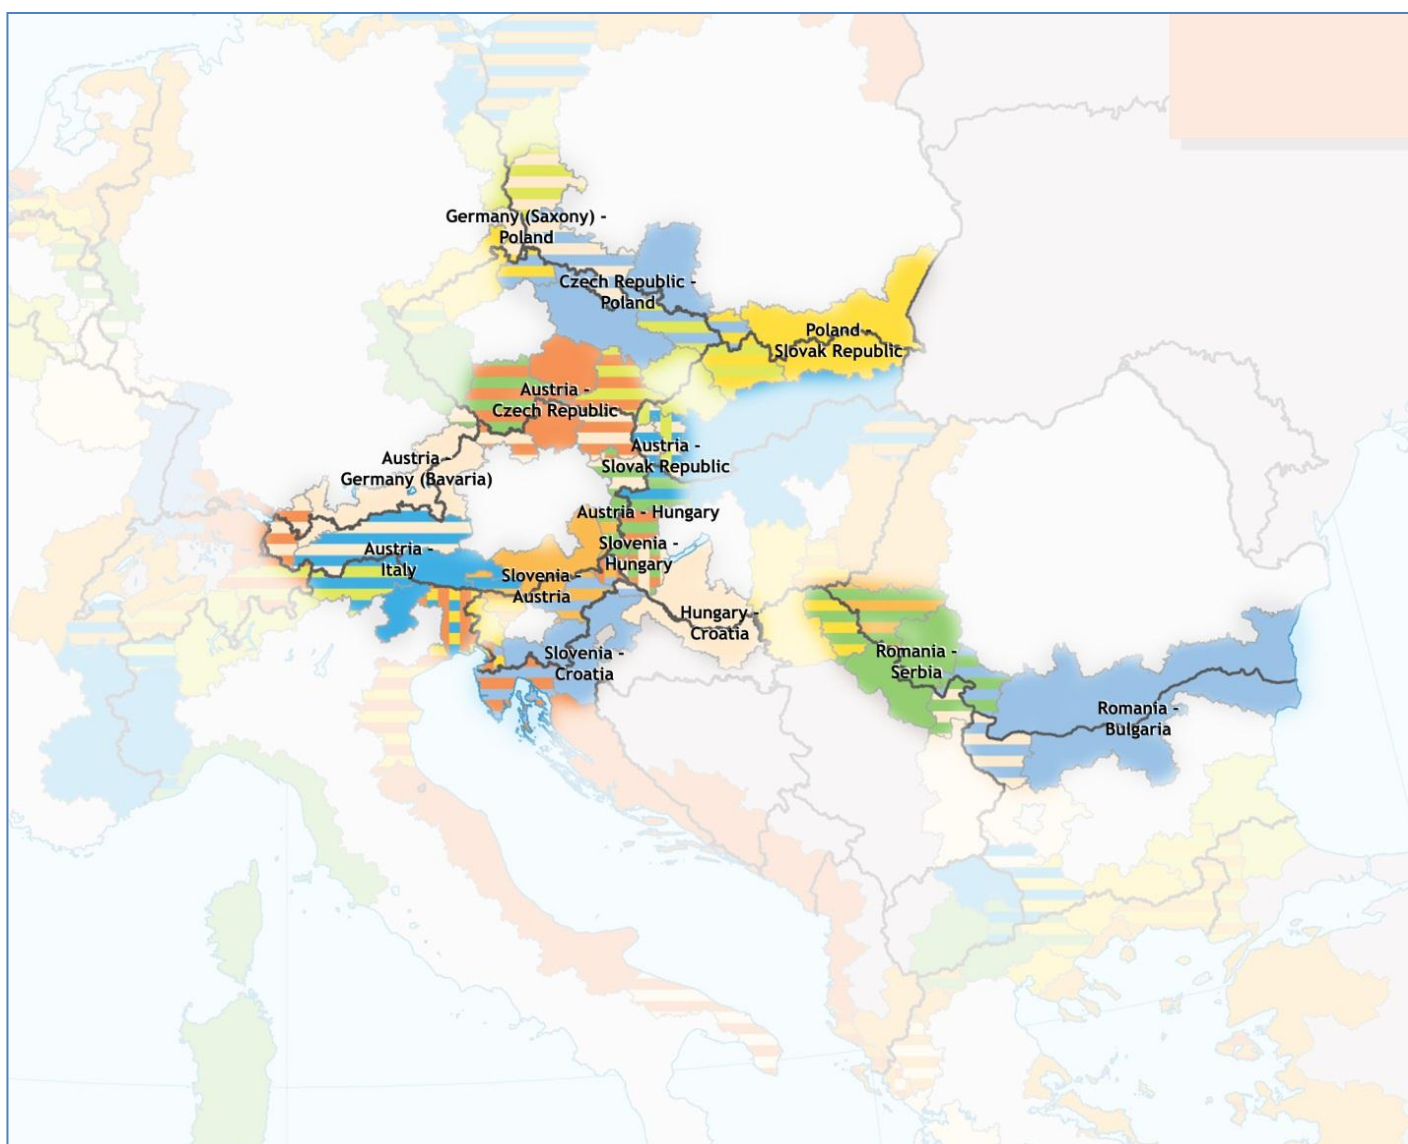 Germany (Saxony) -
Poland
Czech Republic -
Poland
Poland -
Slovak Republic
Austria -
Czech Republic
Austria -
Slovak Republic
Austria -
Germany (Bavaria)
Austria - Hungary
Austria -
Italy
Slovenia -
Hungary
Slovenia -
Austria
Hungary -
Croatia
Slovenia -
Croatia
Romania -
Serbia
Romania -
Bulgaria